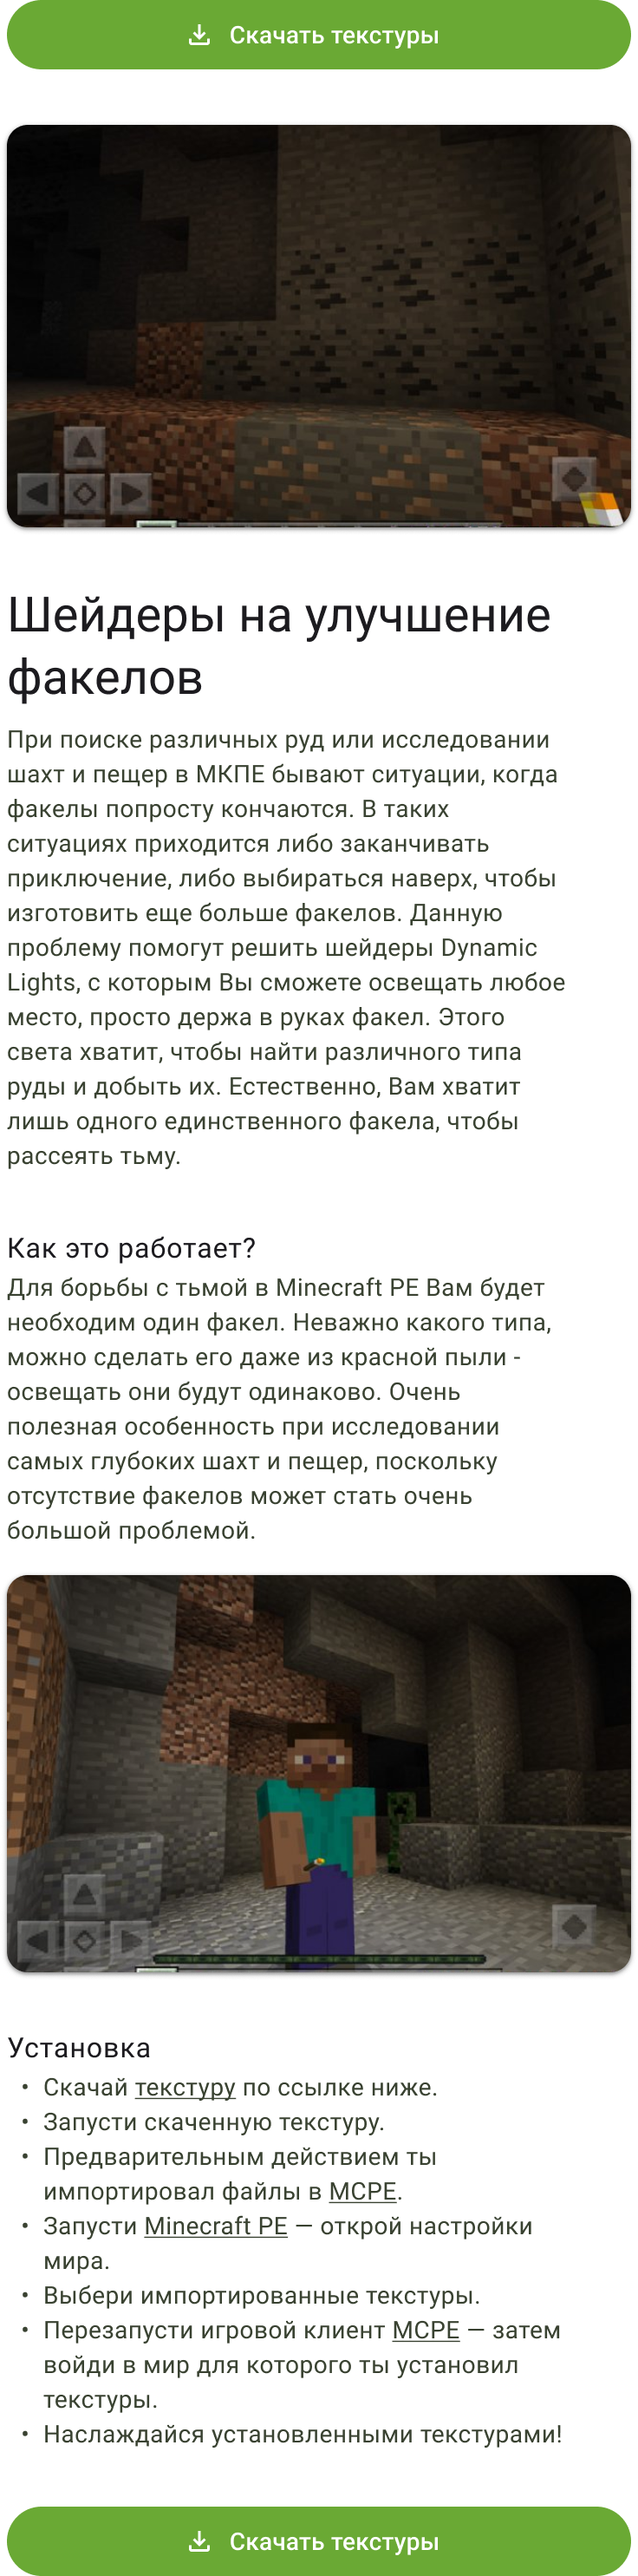 Скачать текстуры
Шейдеры на улучшение
факелов
При поиске различных руд или исследовании
шахт и пещер в МКПЕ бывают ситуации, когда
факелы попросту кончаются. В таких
ситуациях приходится либо заканчивать
приключение, либо выбираться наверх, чтобы
изготовить еще больше факелов. Данную
проблему помогут решить шейдеры Dynamic
Lights, с которым Вы сможете освещать любое
место, просто держа в руках факел. Этого
света хватит, чтобы найти различного типа
руды и добыть их. Естественно, Вам хватит
лишь одного единственного факела, чтобы
рассеять тьму.
Как это работает?
Для борьбы с тьмой в Minecraft PE Вам будет
необходим один факел. Неважно какого типа,
можно сделать его даже из красной пыли -
освещать они будут одинаково. Очень
полезная особенность при исследовании
самых глубоких шахт и пещер, поскольку
отсутствие факелов может стать очень
большой проблемой.
Установка
• Скачай текстуру по ссылке ниже.
• Запусти скаченную текстуру.
• Предварительным действием ты
импортировал файлы в MCPE.
• Запусти Minecraft PE — открой настройки
мира.
• Выбери импортированные текстуры.
• Перезапусти игровой клиент MCPE — затем
войди в мир для которого ты установил
текстуры.
• Наслаждайся установленными текстурами!
Скачать текстуры